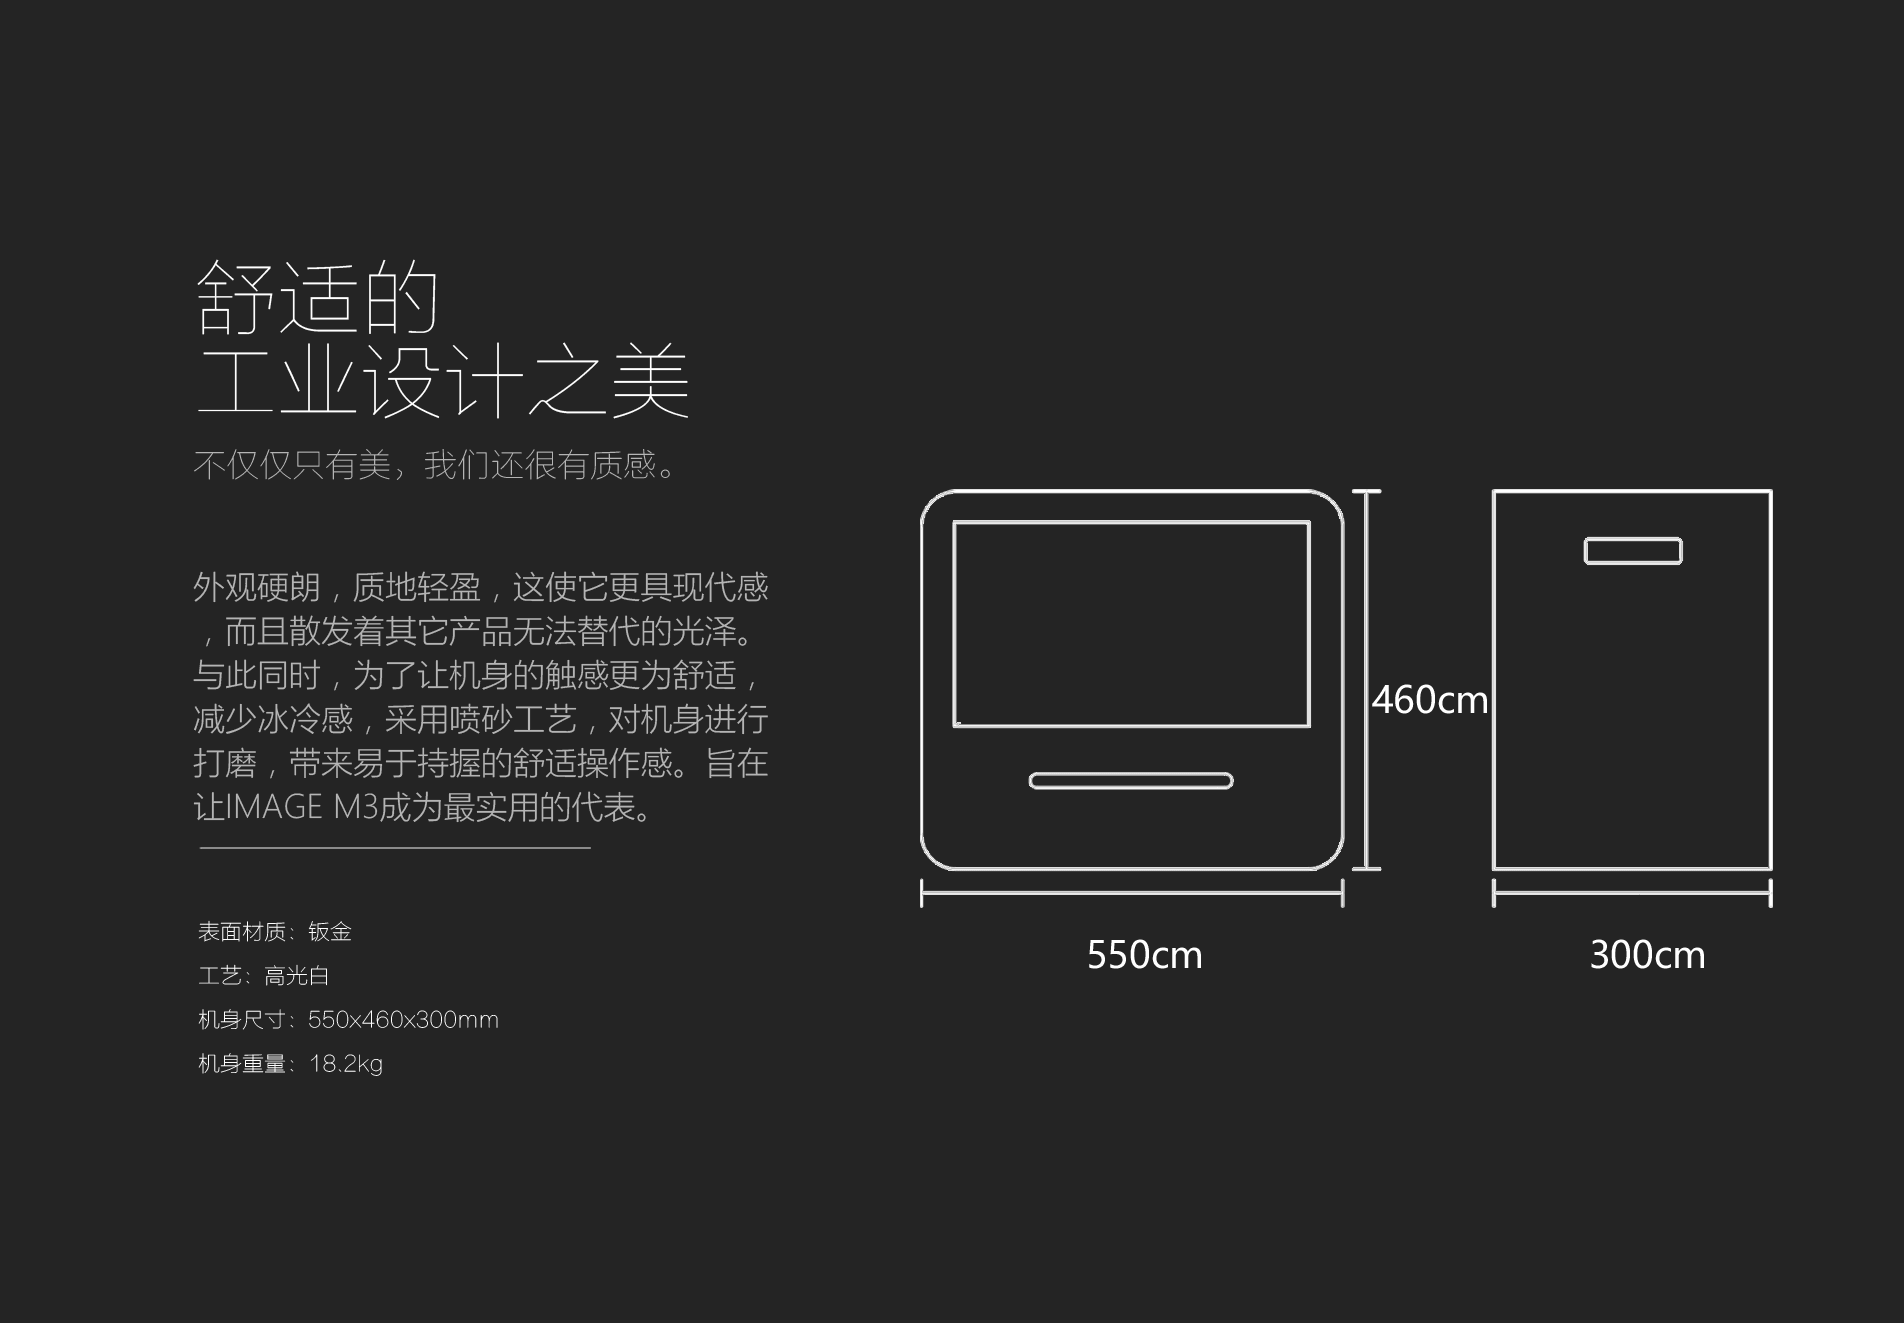 舒适的
工业设计之美
不仅仅只有美，我们还很有质感。
外观硬朗，质地轻盈，这使它更具现代感
，而且散发着其它产品无法替代的光泽。
与此同时，为了让机身的触感更为舒适，
减少冰冷感，采用喷砂工艺，对机身进行
打磨，带来易于持握的舒适操作感。旨在
让IMAGE M3成为最实用的代表。
表面材质：钣金
工艺：高光白
机身尺寸：550x460x300mm
机身重量：18.2kg
460cm
550cm
300cm